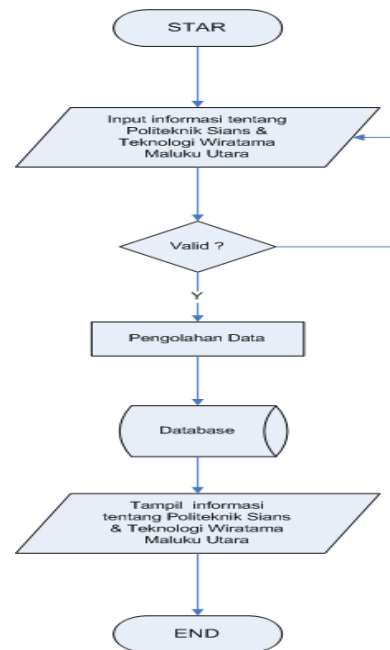 STAR
Input informasi tentang
Politeknik Sians &
Teknologi Wiratama
Maluku Utara
Valid ?
Y
Pengolahan Data
Database
Tampil informasi
tentang Politeknik Sians
& Teknologi Wiratama
Maluku Utara
END